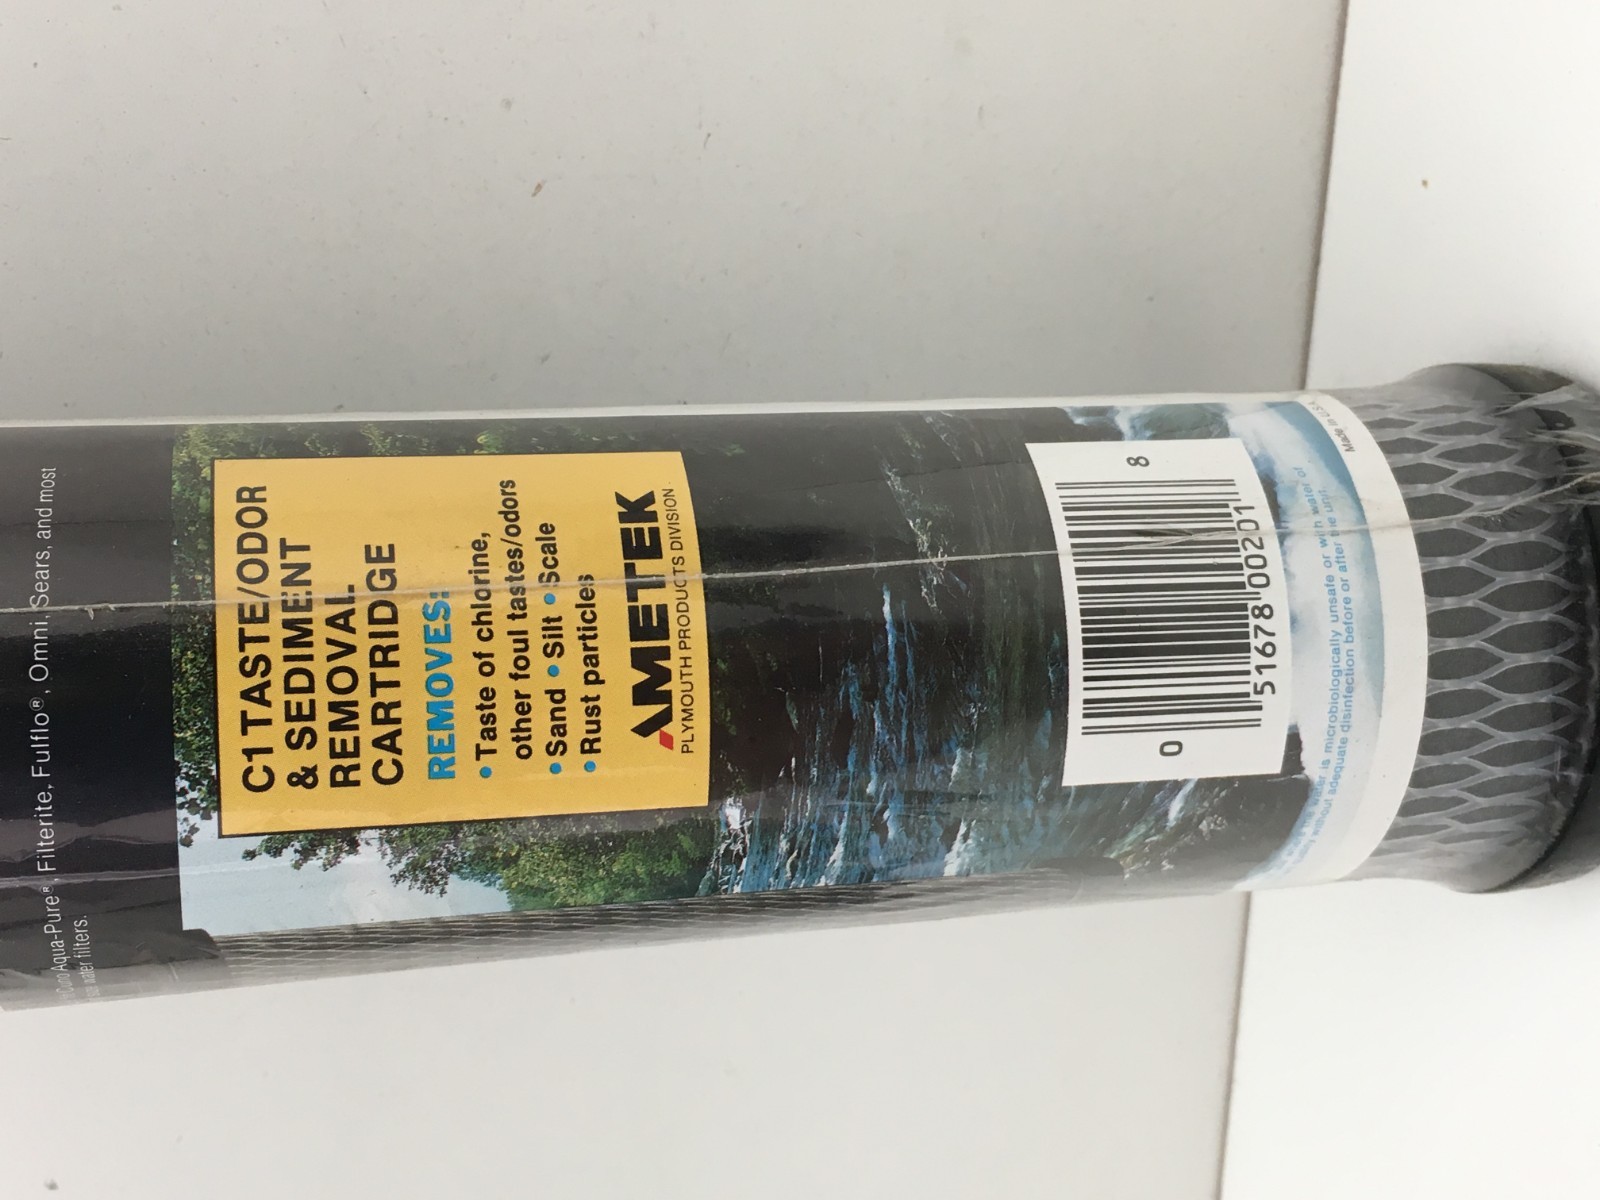 Aqua-Pure®, Filterite, Fulflo®, Omni, Sears, and most
water filters.
C1 TASTE/ODOR
& SEDIMENT
REMOVAL
CARTRIDGE
REMOVES:
• Taste of chlorine,
other foul tastes/odors
• Sand • Silt • Scale
• Rust particles
AMETEK
PLYMOUTH PRODUCTS DIVISION
0 51678 00201 8
water is microbiologically unsafe or with water of
without adequate disinfection before or after the unit.
Made in U.S.A.